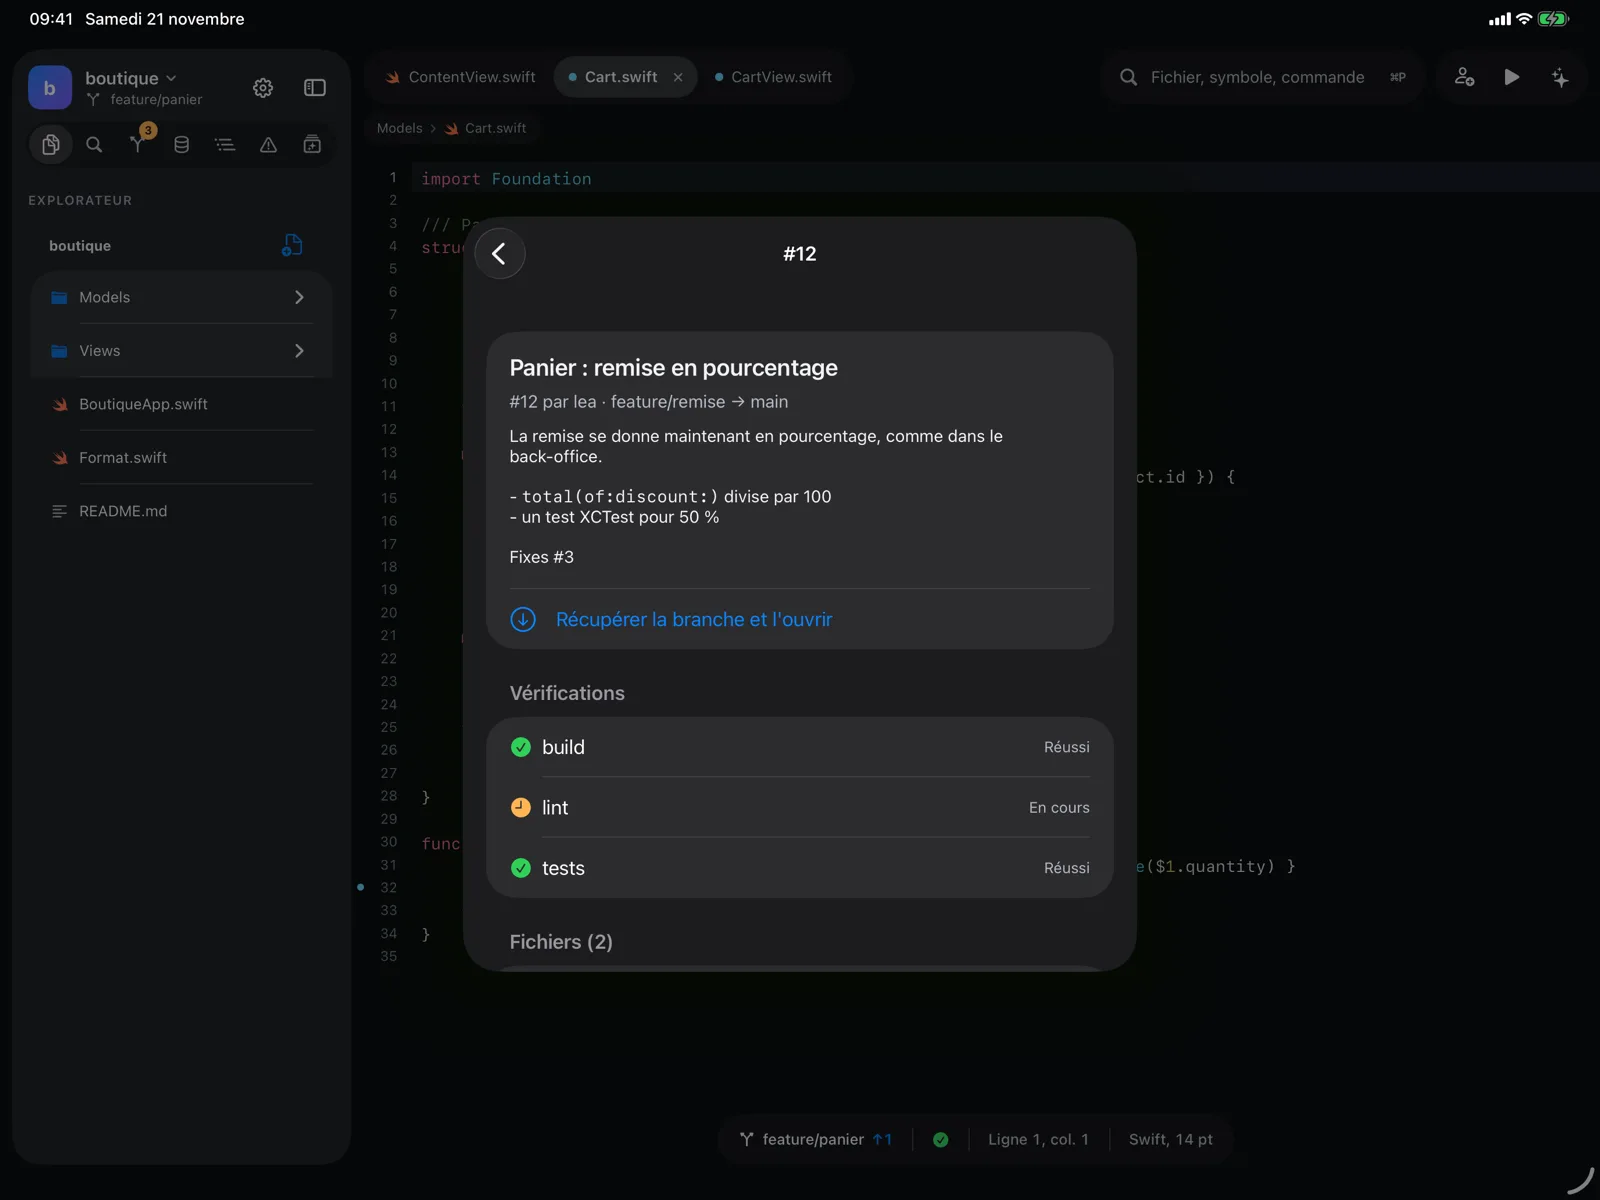 09:41 Samedi 21 novembre
b
boutique
feature/panier
3
EXPLORATEUR
boutique
Models
Views
BoutiqueApp.swift
Format.swift
README.md
ContentView.swift
Cart.swift
CartView.swift
Fichier, symbole, commande ⌘P
Models > Cart.swift
1 import Foundation
2
3 ///
4
5
6
7
8
9
10
11
12
13
14 ct.id }) {
15
16
17
18
19
20
21
22
23
24
25
26
27
28 }
29
30 func
31 e($1.quantity) }
32
33
34 }
35
#12
Panier : remise en pourcentage
#12 par lea · feature/remise → main
La remise se donne maintenant en pourcentage, comme dans le
back-office.
- total(of:discount:) divise par 100
- un test XCTest pour 50 %
Fixes #3
Récupérer la branche et l'ouvrir
Vérifications
build Réussi
lint En cours
tests Réussi
Fichiers (2)
feature/panier ↑1
Ligne 1, col. 1
Swift, 14 pt